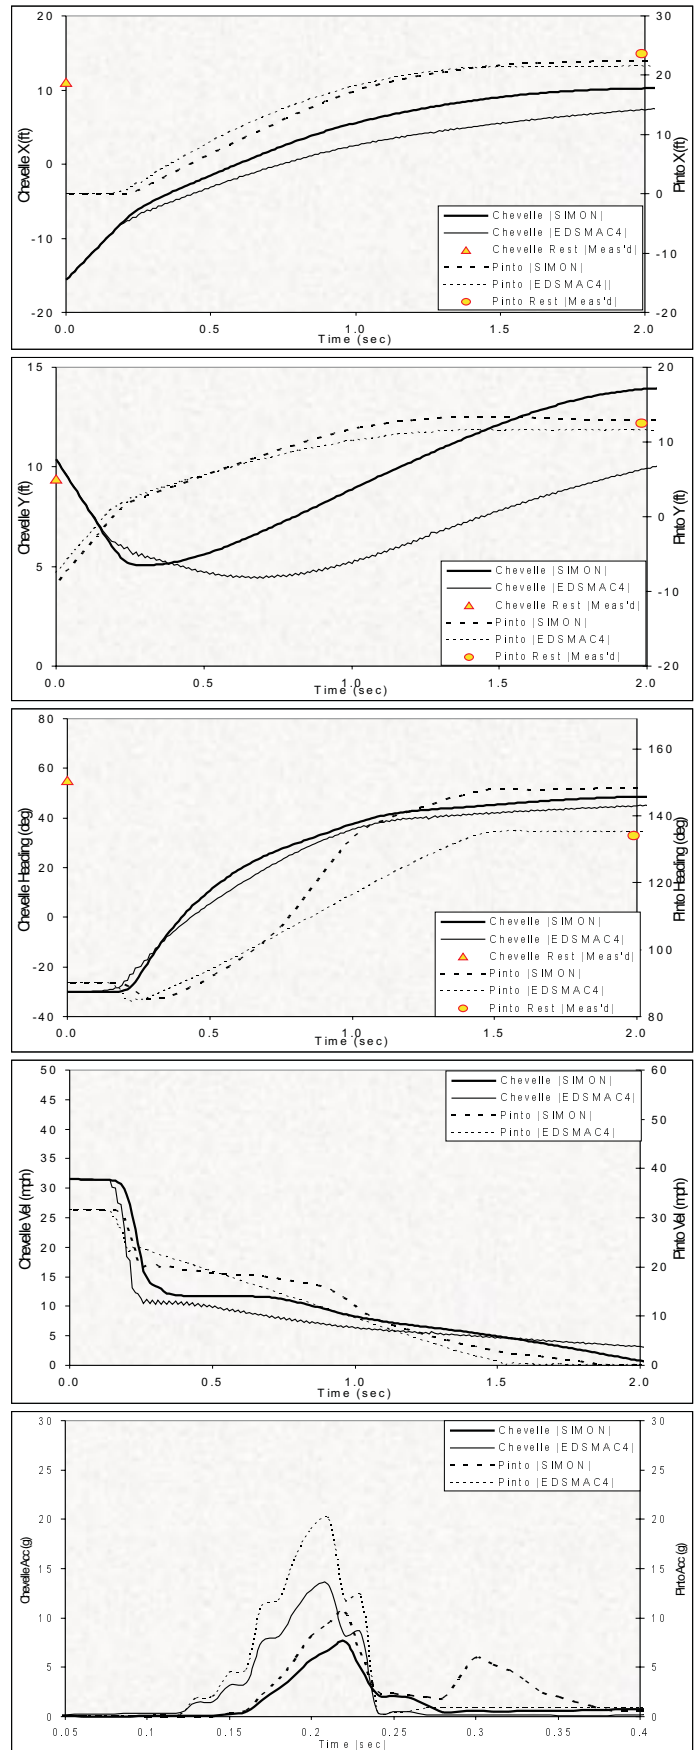 20
10
0
-10
-20
30
20
10
0
-10
-20
Chevelle X (ft)
Pinto X (ft)
Chevelle |SIMON|
Chevelle |EDSMAC4|
Chevelle Rest |Meas'd|
Pinto |SIMON|
Pinto |EDSMAC4||
Pinto Rest |Meas'd|
0.0 0.5 1.0 1.5 2.0
Time (sec)
15
10
5
0
20
10
0
-10
-20
Chevelle Y (ft)
Pinto Y (ft)
Chevelle |SIMON|
Chevelle |EDSMAC4|
Chevelle Rest |Meas'd|
Pinto |SIMON|
Pinto |EDSMAC4|
Pinto Rest |Meas'd|
0.0 0.5 1.0 1.5 2.0
Time (sec)
80
60
40
20
0
-20
-40
160
140
120
100
80
Chevelle Heading (deg)
Pinto Heading (deg)
Chevelle |SIMON|
Chevelle |EDSMAC4|
Chevelle Rest |Meas'd|
Pinto |SIMON|
Pinto |EDSMAC4|
Pinto Rest |Meas'd|
0.0 0.5 1.0 1.5 2.0
Time (sec)
50
45
40
35
30
25
20
15
10
5
0
60
50
40
30
20
10
0
Chevelle Vel (mph)
Pinto Vel (mph)
Chevelle |SIMON|
Chevelle |EDSMAC4|
Pinto |SIMON|
Pinto |EDSMAC4|
0.0 0.5 1.0 1.5 2.0
Time (sec)
30
25
20
15
10
5
0
30
25
20
15
10
5
0
Chevelle Acc (g)
Pinto Acc (g)
Chevelle |SIMON|
Chevelle |EDSMAC4|
Pinto |SIMON|
Pinto |EDSMAC4|
0.05 0.1 0.15 0.2 0.25 0.3 0.35 0.4
Time |sec|